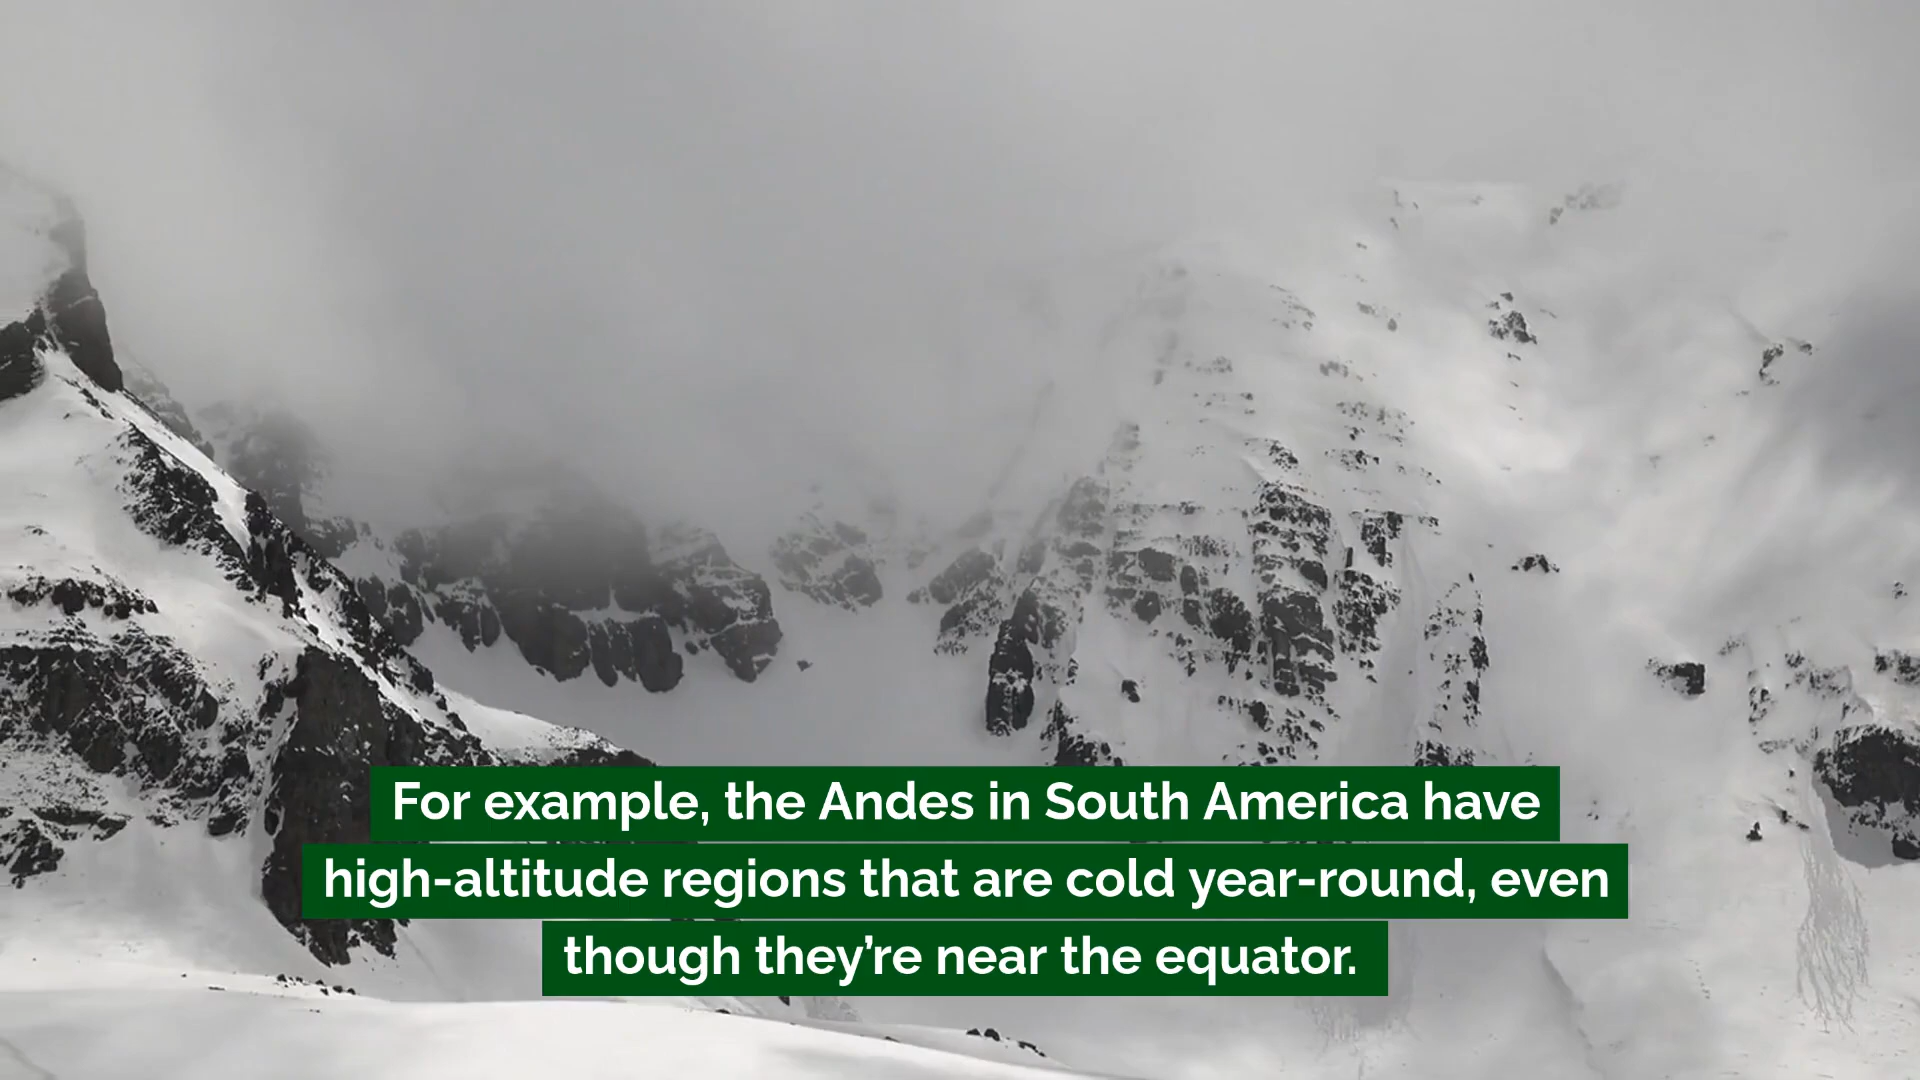 For example, the Andes in South America have
high-altitude regions that are cold year-round, even
though they’re near the equator.